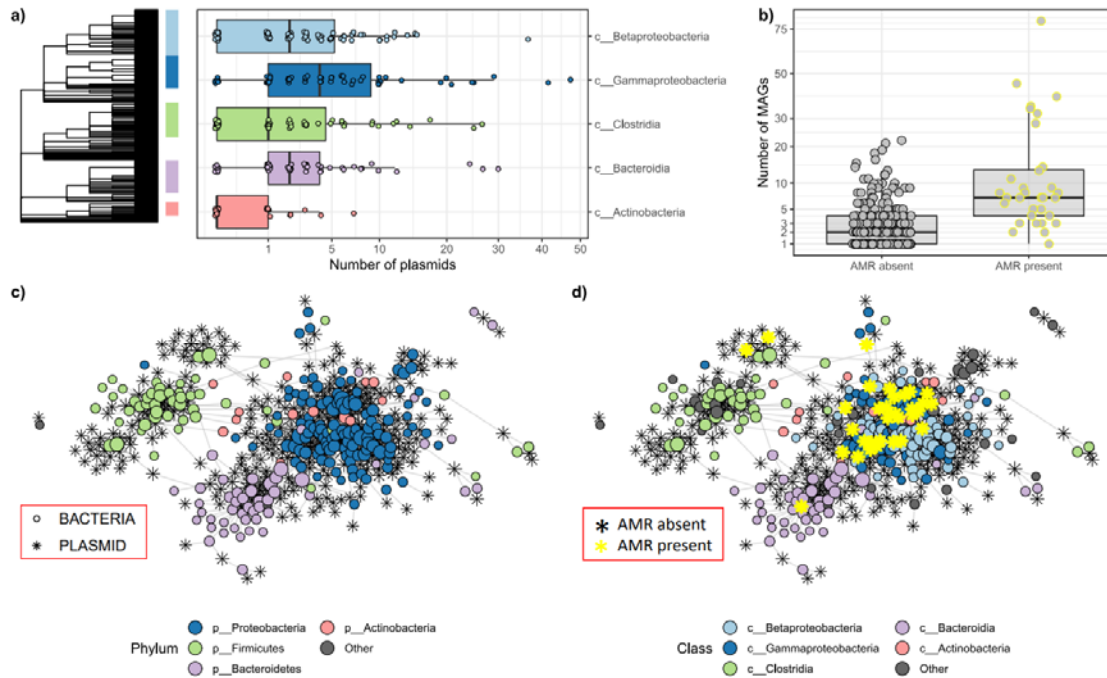 a)
c__Betaproteobacteria
c__Gammaproteobacteria
c__Clostridia
c__Bacteroidia
c__Actinobacteria
1 5 10 20 30 40 50
Number of plasmids
b)
Number of MAGs
75
50
30
20
10
5
3
2
1
AMR absent AMR present
c)
BACTERIA
PLASMID
Phylum
p__Proteobacteria
p__Firmicutes
p__Bacteroidetes
p__Actinobacteria
Other
d)
AMR absent
AMR present
Class
c__Betaproteobacteria
c__Gammaproteobacteria
c__Clostridia
c__Bacteroidia
c__Actinobacteria
Other